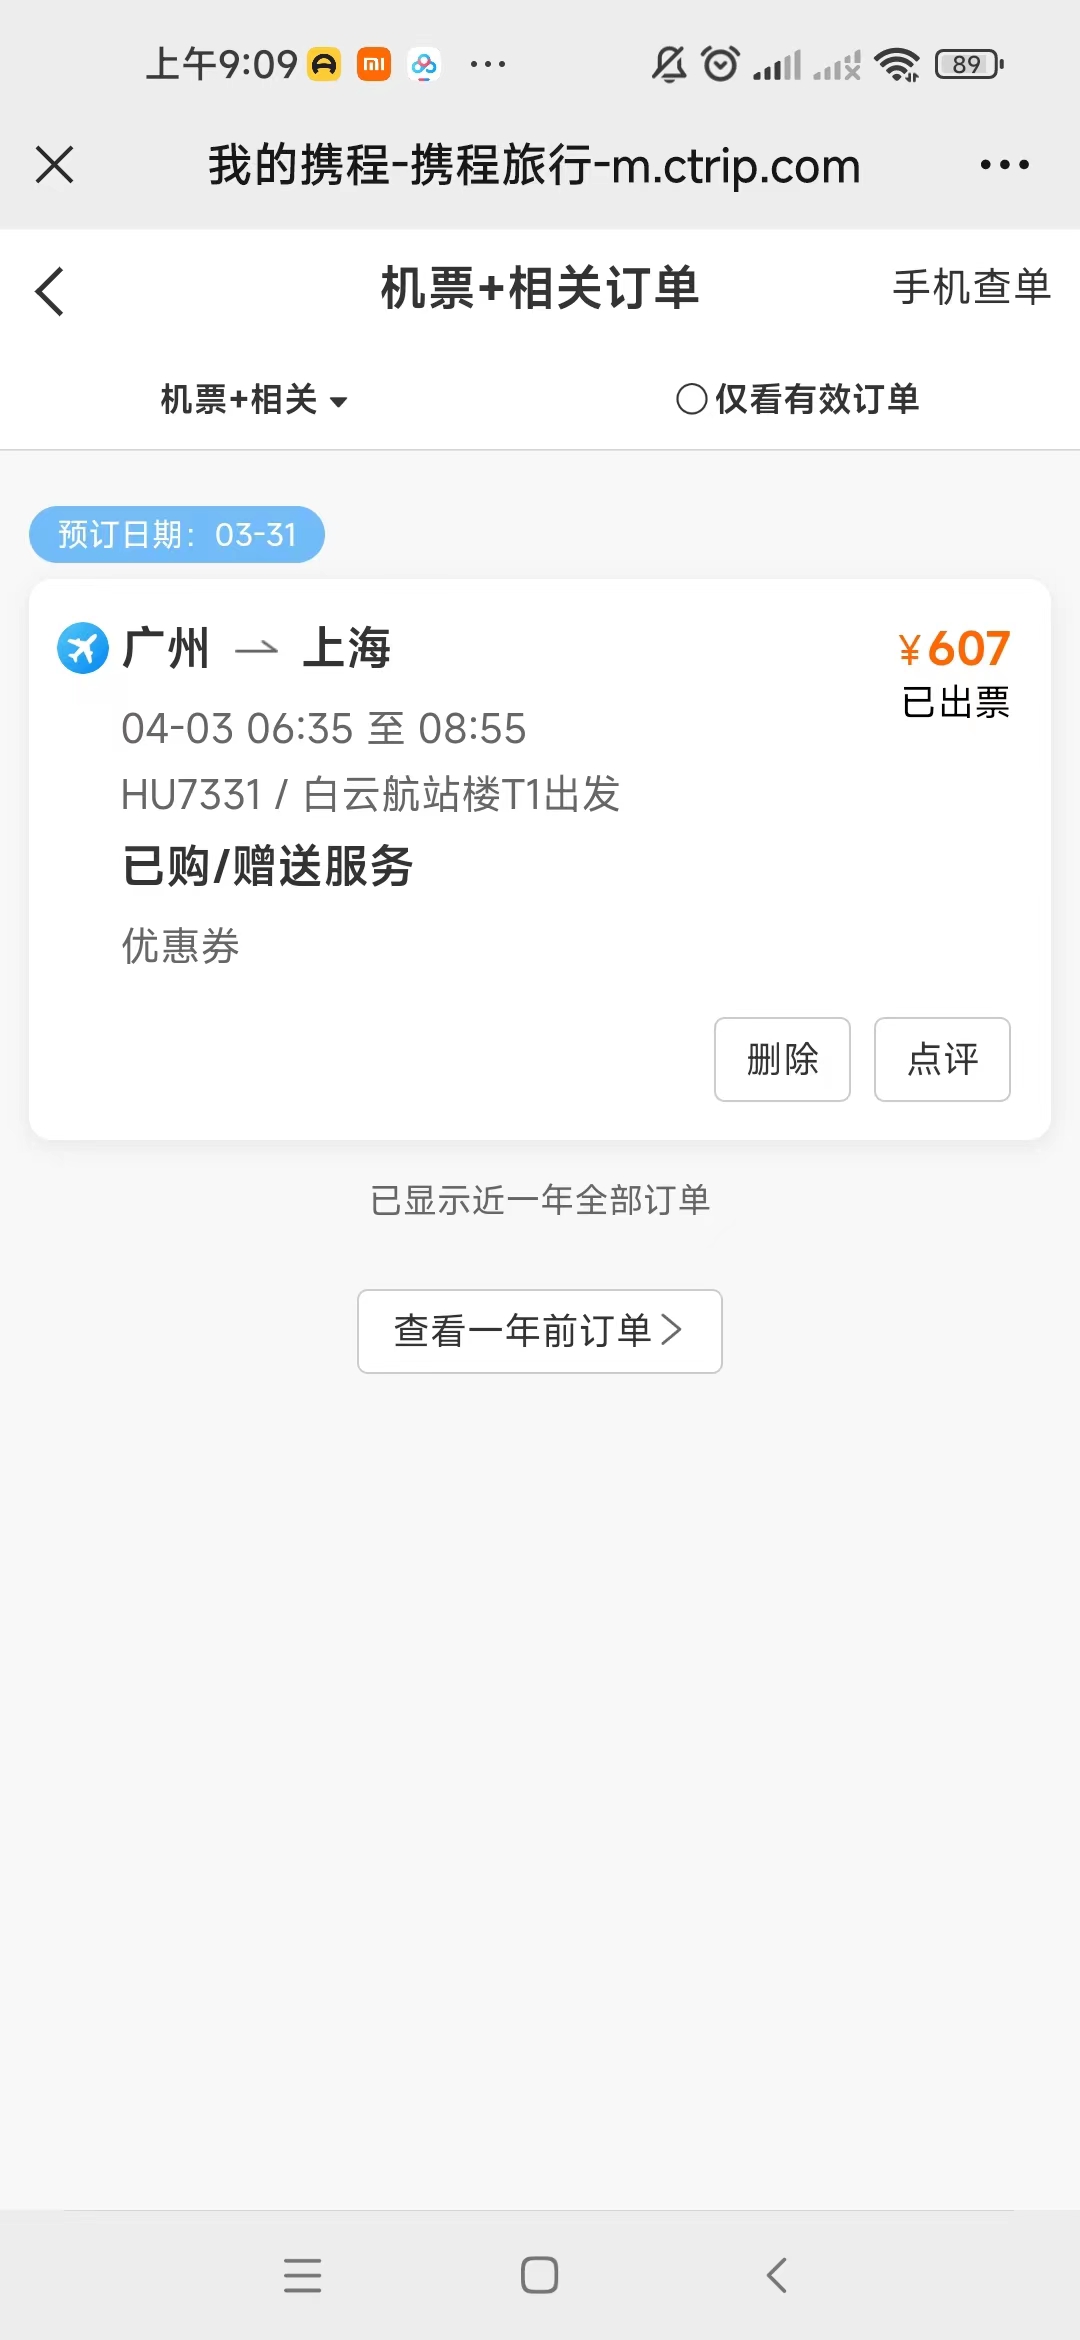 上午9:09
89
我的携程-携程旅行-m.ctrip.com
机票+相关订单
手机查单
机票+相关
仅看有效订单
预订日期：03-31
广州 上海
¥607
已出票
04-03 06:35 至 08:55
HU7331 / 白云航站楼T1出发
已购/赠送服务
优惠券
删除
点评
已显示近一年全部订单
查看一年前订单